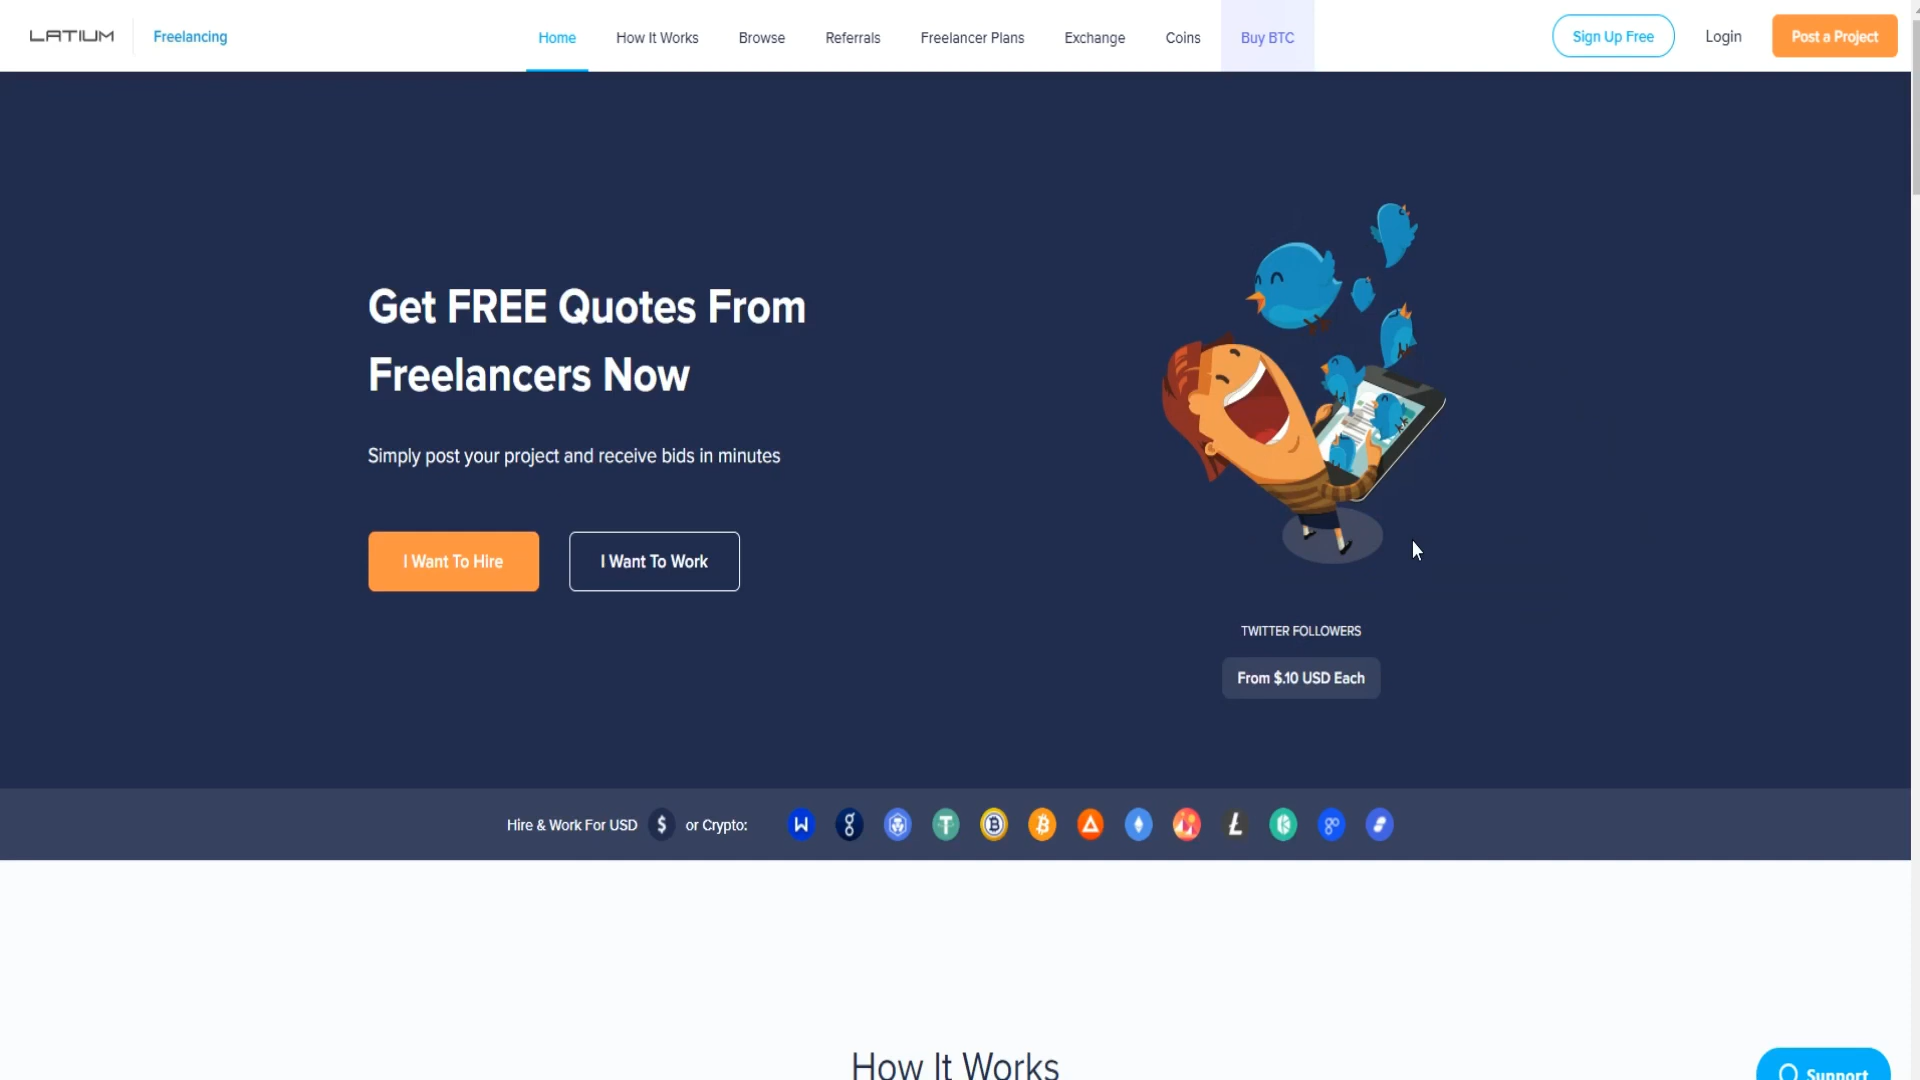 LATIUM
Freelancing
Home
How It Works
Browse
Referrals
Freelancer Plans
Exchange
Coins
Buy BTC
Sign Up Free
Login
Post a Project
Get FREE Quotes From
Freelancers Now
Simply post your project and receive bids in minutes
I Want To Hire
I Want To Work
TWITTER FOLLOWERS
From $.10 USD Each
Hire & Work For USD $ or Crypto:
How It Works
Support